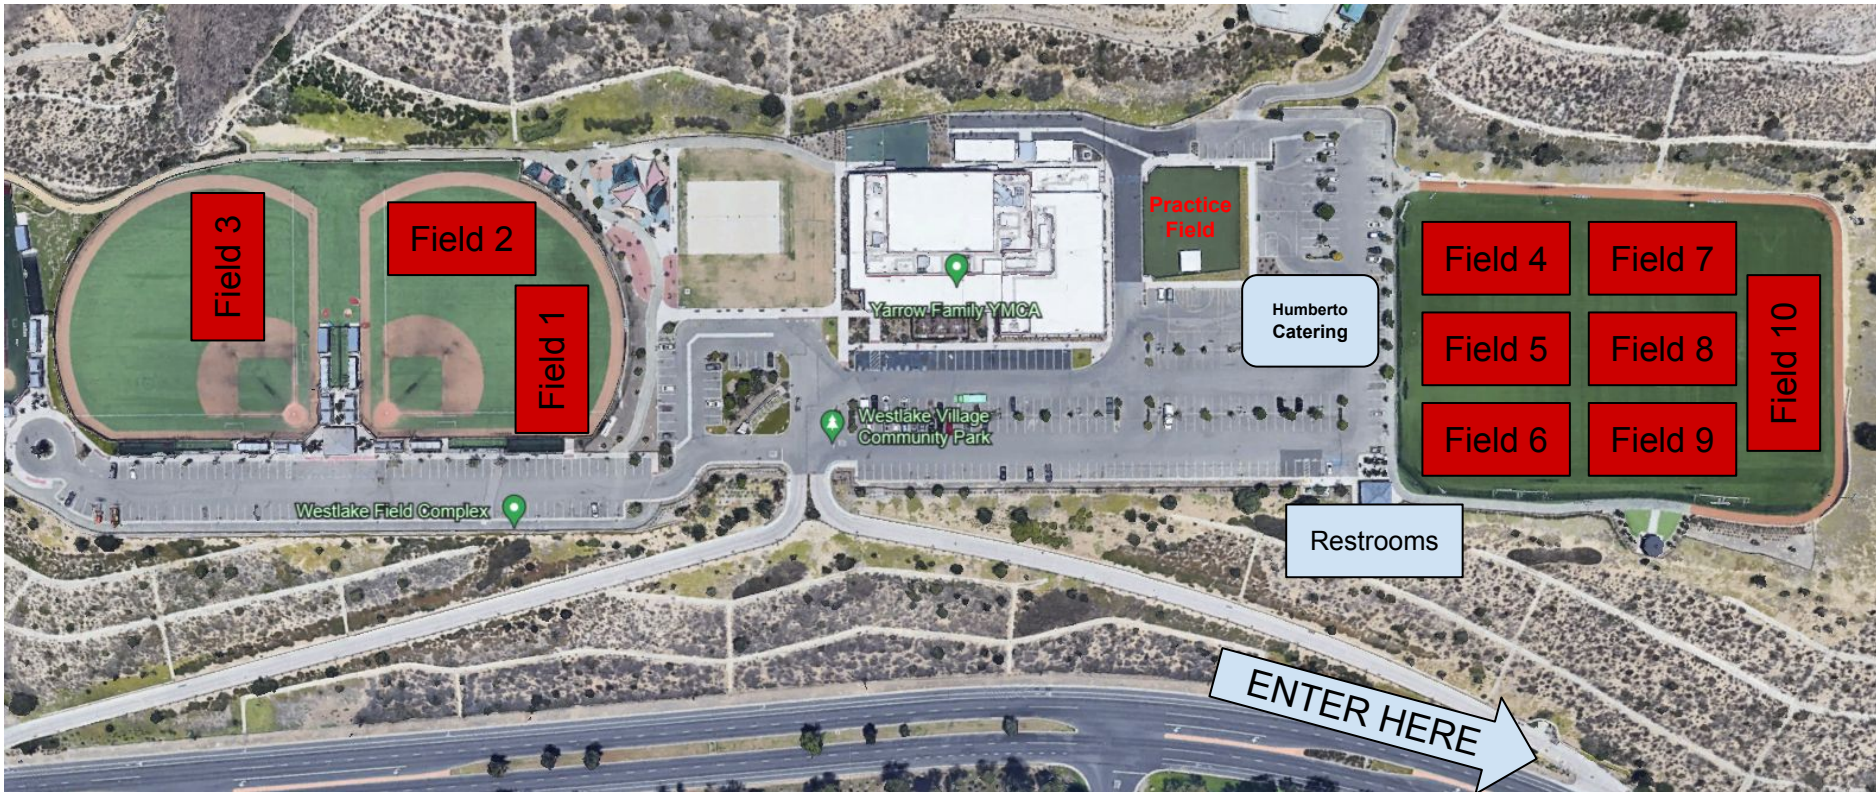 Field 3
Field 2
Field 1
Practice
Field
Yarrow Family YMCA
Humberto
Catering
Field 4
Field 7
Field 5
Field 8
Field 6
Field 9
Field 10
Westlake Village
Community Park
Westlake Field Complex
Restrooms
ENTER HERE